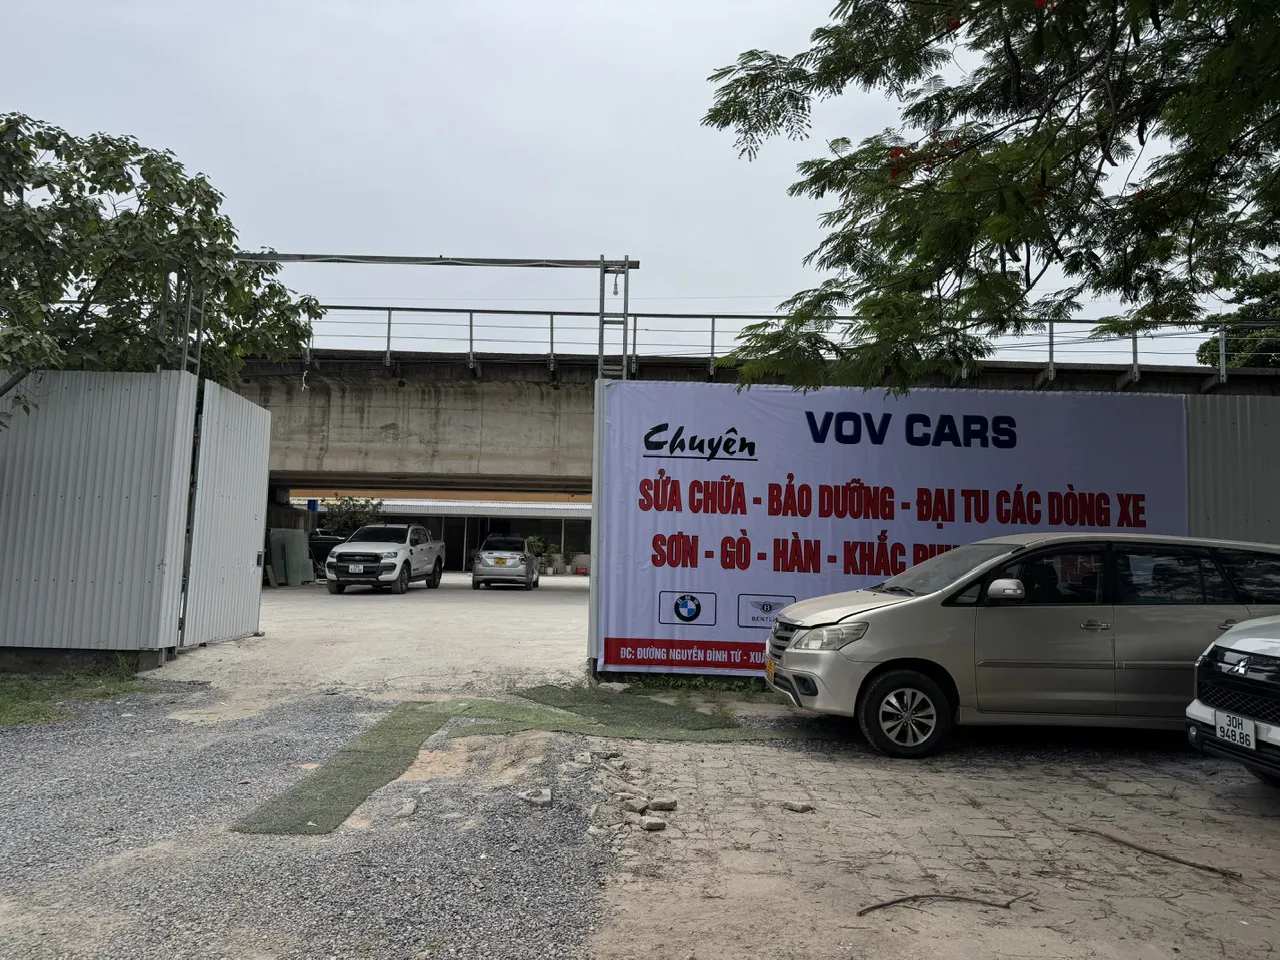 VOV CARS
Chuyên
SỬA CHỮA - BẢO DƯỠNG - ĐẠI TU CÁC DÒNG XE
SƠN - GÒ - HÀN - KHẮC
BMW
ĐC: ĐƯỜNG NGUYỄN ĐÌNH TỨ -
30H
948.86